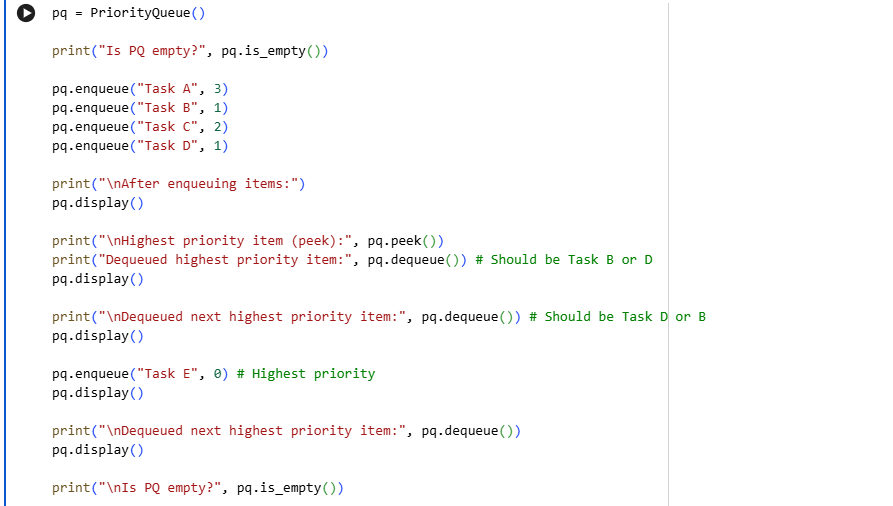 pq = PriorityQueue()
print("Is PQ empty?", pq.is_empty())
pq.enqueue("Task A", 3)
pq.enqueue("Task B", 1)
pq.enqueue("Task C", 2)
pq.enqueue("Task D", 1)
print("\nAfter enqueuing items:")
pq.display()
print("\nHighest priority item (peek):", pq.peek())
print("Dequeued highest priority item:", pq.dequeue()) # Should be Task B or D
pq.display()
print("\nDequeued next highest priority item:", pq.dequeue()) # Should be Task D or B
pq.display()
pq.enqueue("Task E", 0) # Highest priority
pq.display()
print("\nDequeued next highest priority item:", pq.dequeue())
pq.display()
print("\nIs PQ empty?", pq.is_empty())